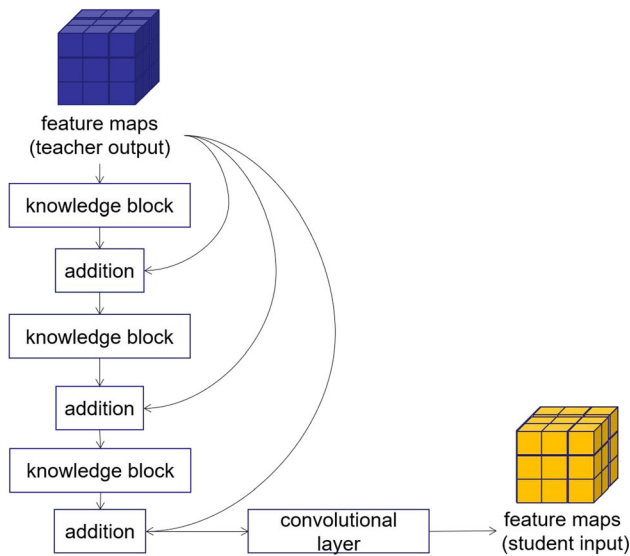 feature maps
(teacher output)
knowledge block
addition
knowledge block
addition
knowledge block
addition
convolutional
layer
feature maps
(student input)